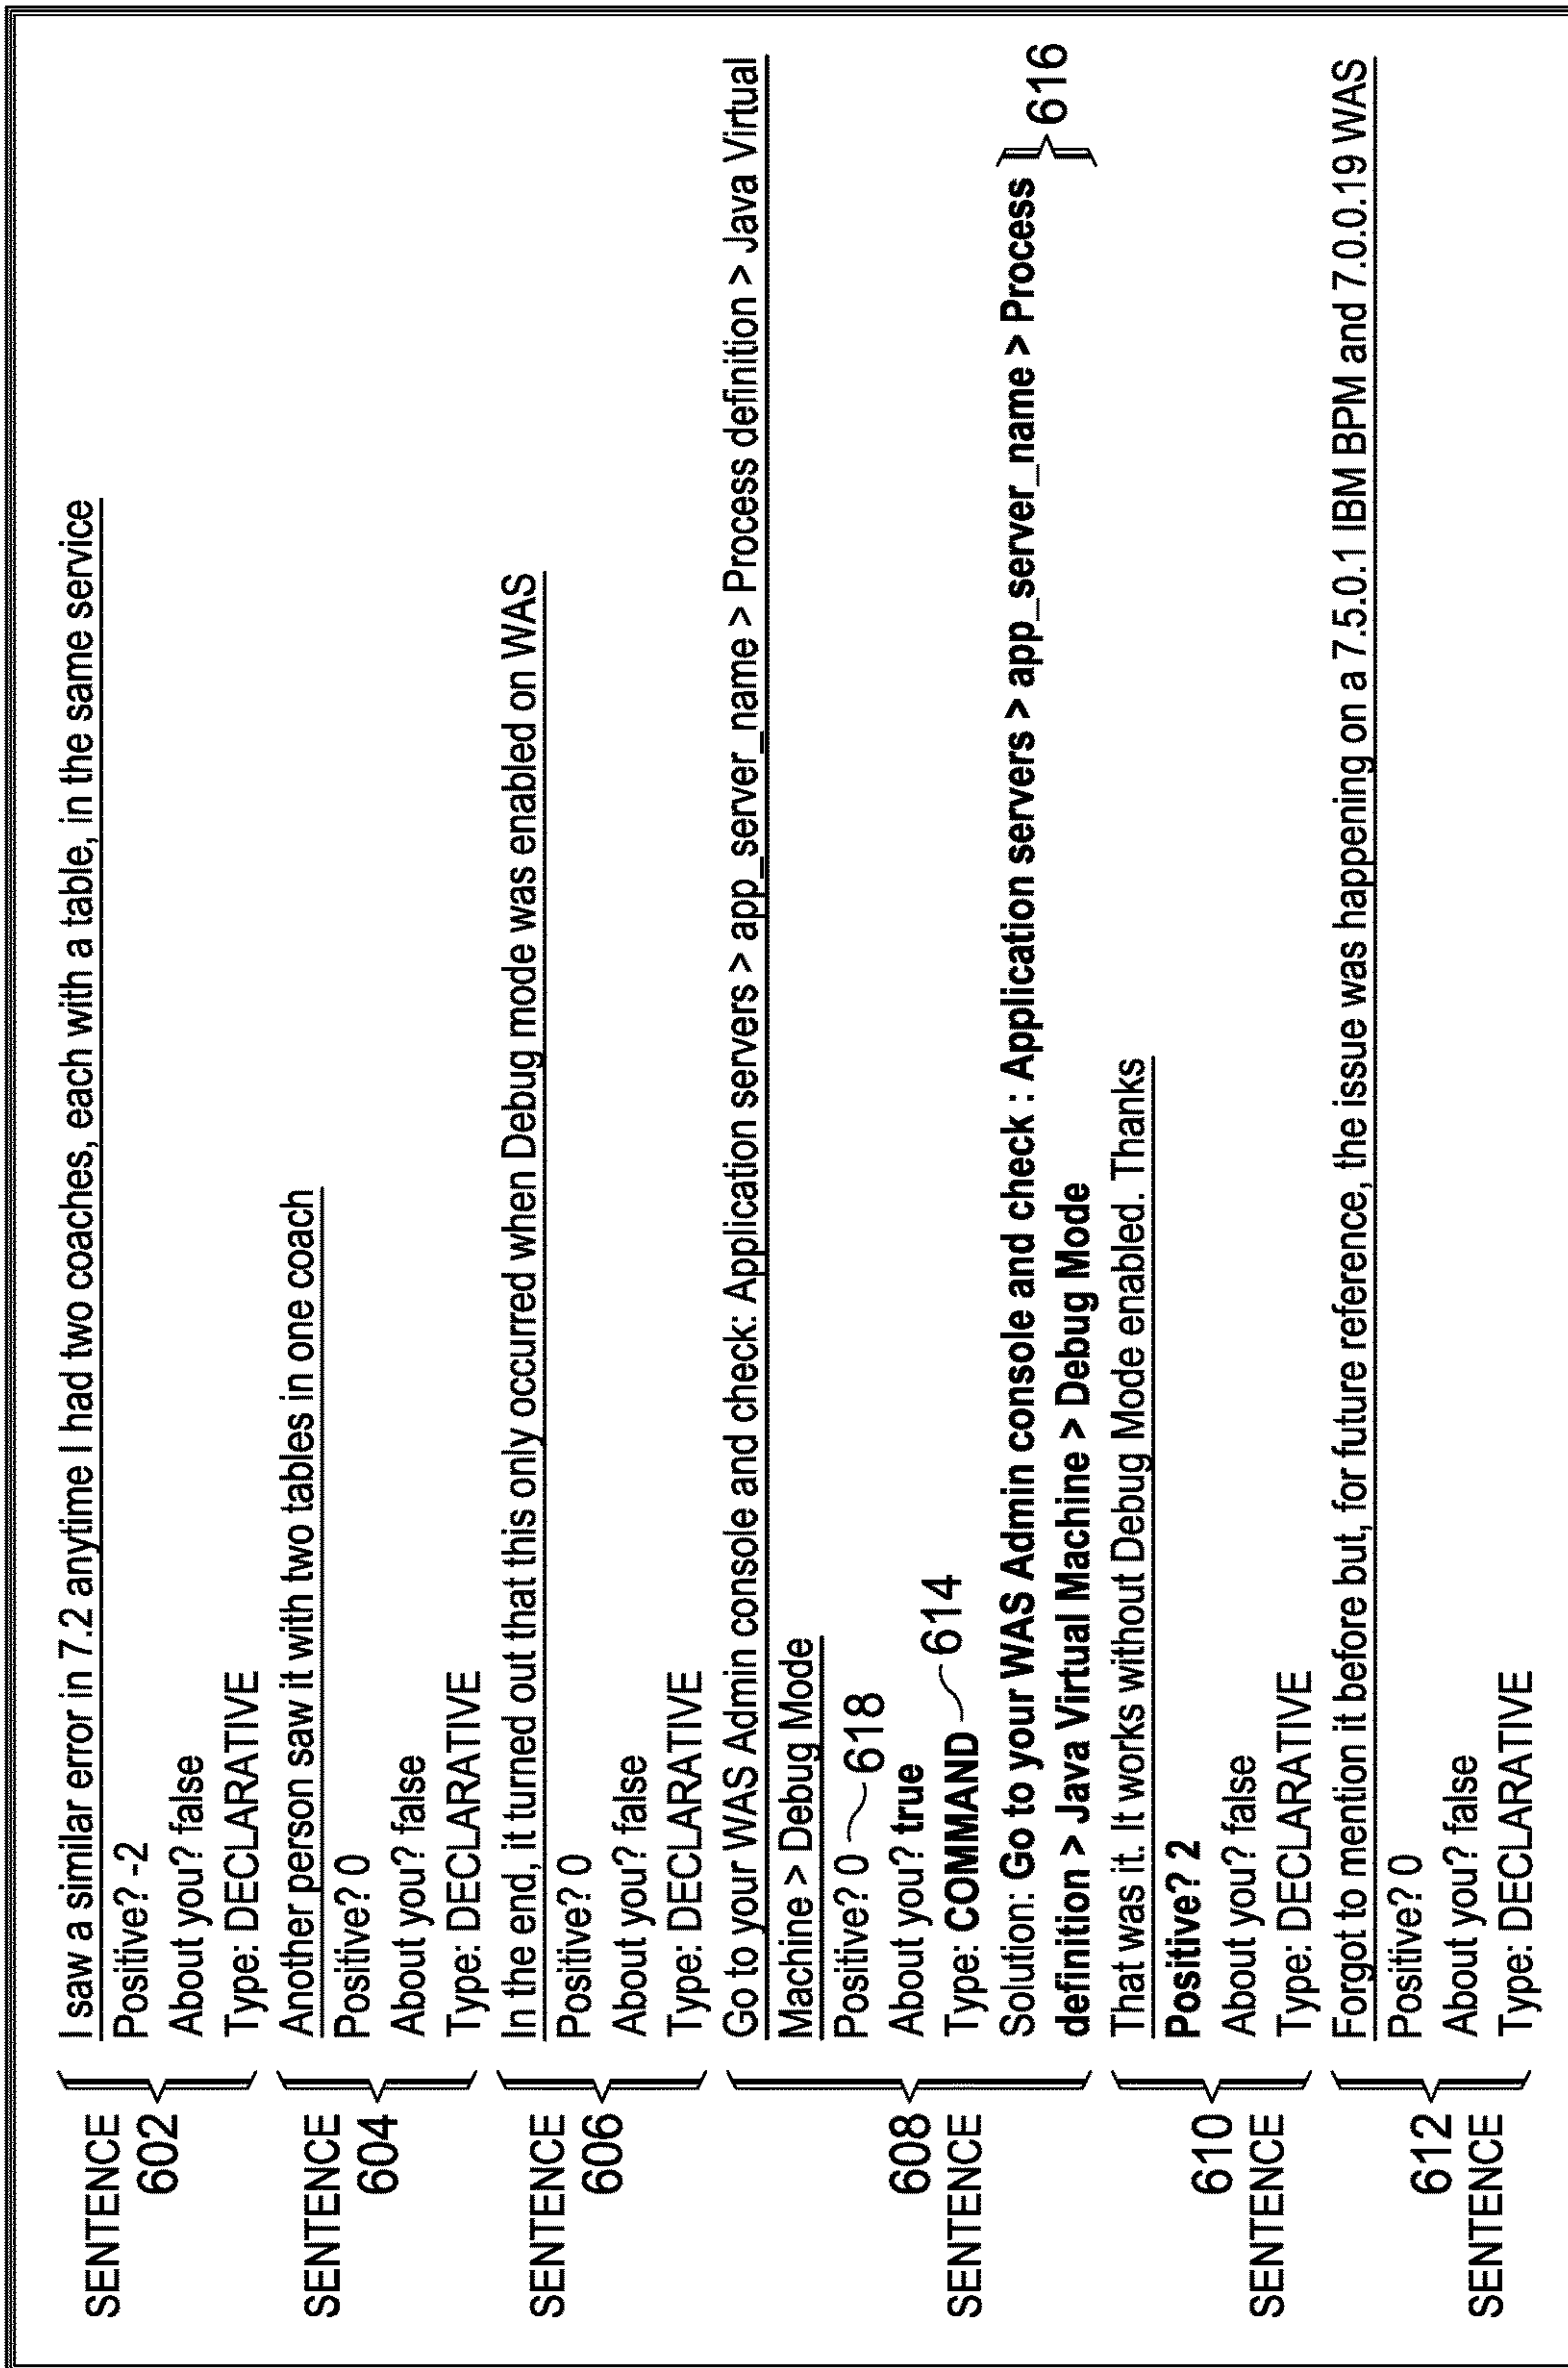 SENTENCE
602
I saw a similar error in 7.2 anytime I had two coaches, each with a table, in the same service
Positive? -2
About you? false
Type: DECLARATIVE
SENTENCE
604
Another person saw it with two tables in one coach
Positive? 0
About you? false
Type: DECLARATIVE
SENTENCE
606
In the end, it turned out that this only occurred when Debug mode was enabled on WAS
Positive? 0
About you? false
Type: DECLARATIVE
608
SENTENCE
Go to your WAS Admin console and check: Application servers > app_server_name > Process definition > Java Virtual
Machine > Debug Mode
Positive? 0 618
About you? true
Type: COMMAND 614
Solution: Go to your WAS Admin console and check : Application servers > app_server_name > Process
definition > Java Virtual Machine > Debug Mode
616
610
SENTENCE
That was it. It works without Debug Mode enabled. Thanks
Positive? 2
About you? false
Type: DECLARATIVE
612
SENTENCE
Forgot to mention it before but, for future reference, the issue was happening on a 7.5.0.1 IBM BPM and 7.0.0.19 WAS
Positive? 0
About you? false
Type: DECLARATIVE